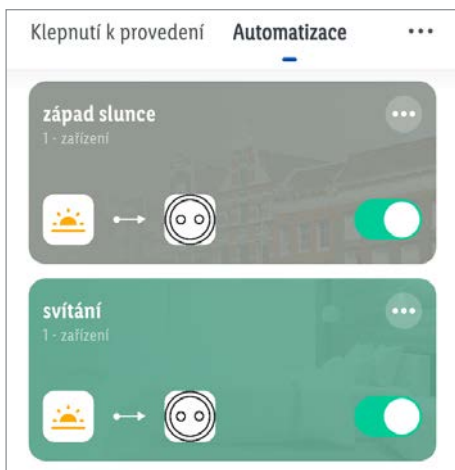 Klepnutí k provedení Automatizace
západ slunce
1 - zařízení
svítání
1 - zařízení